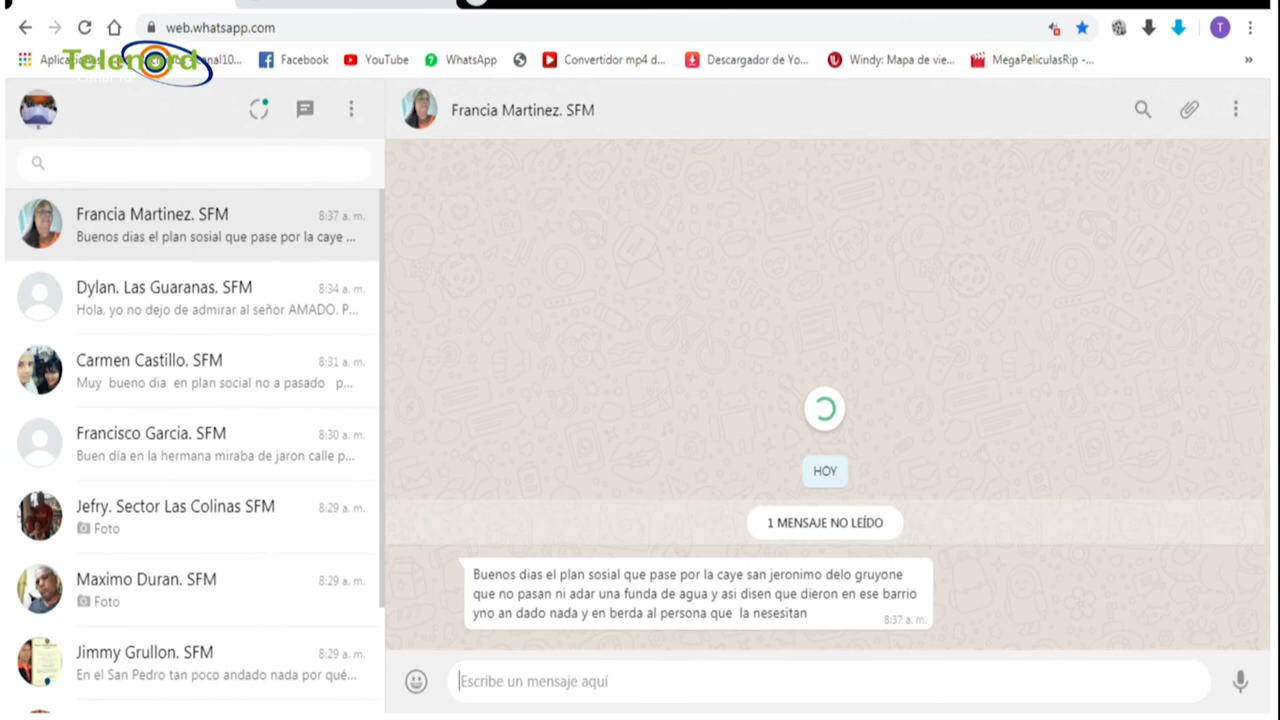 web.whatsapp.com
T
Telenord
Canal 10
Facebook
YouTube
WhatsApp
Convertidor mp4 d...
Descargador de Yo...
Windy: Mapa de vie...
MegaPeliculasRip -...
»
Francia Martinez. SFM
8:37 a. m.
Buenos dias el plan sosial que pase por la caye ...
Dylan. Las Guaranas. SFM
8:34 a. m.
Hola, yo no dejo de admirar al señor AMADO. P...
Carmen Castillo. SFM
8:31 a. m.
Muy bueno dia en plan social no a pasado p...
Francisco Garcia. SFM
8:30 a. m.
Buen día en la hermana miraba de jaron calle p...
Jefry. Sector Las Colinas SFM
8:29 a. m.
Foto
Maximo Duran. SFM
8:29 a. m.
Foto
Jimmy Grullon. SFM
8:29 a. m.
En el San Pedro tan poco andado nada por qué...
Francia Martinez. SFM
HOY
1 MENSAJE NO LEÍDO
Buenos dias el plan sosial que pase por la caye san jeronimo delo gruyone
que no pasan ni adar una funda de agua y asi disen que dieron en ese barrio
yno an dado nada y en berda al persona que la nesesitan
8:37 a. m.
Escribe un mensaje aquí